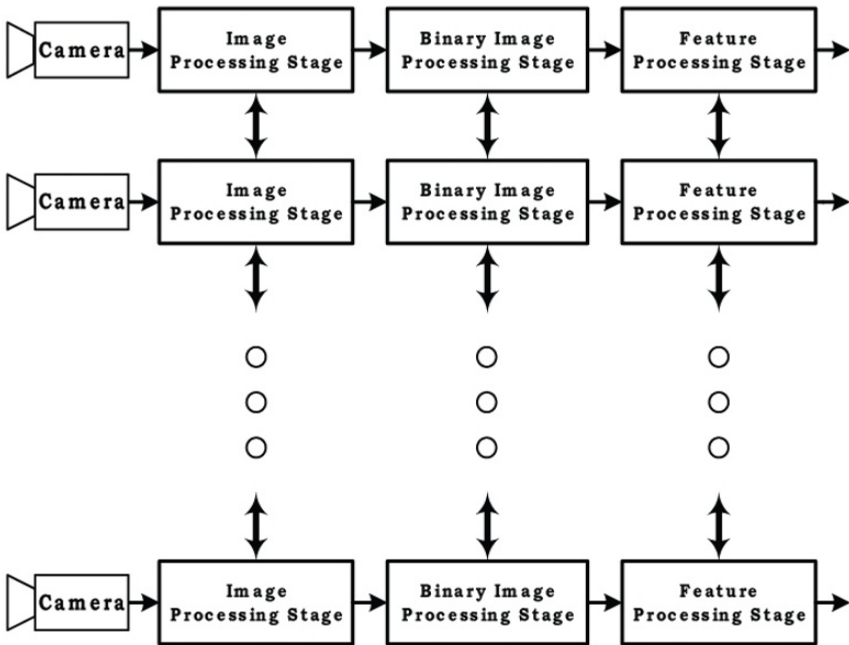 Camera
Image
Processing Stage
Binary Image
Processing Stage
Feature
Processing Stage
Camera
Image
Processing Stage
Binary Image
Processing Stage
Feature
Processing Stage
Camera
Image
Processing Stage
Binary Image
Processing Stage
Feature
Processing Stage